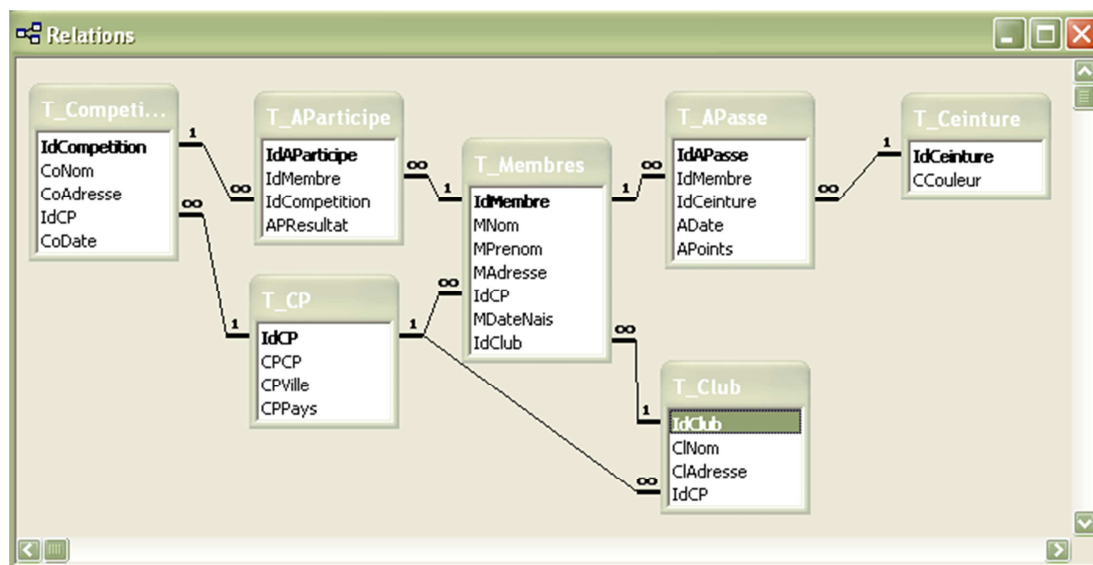 Relations
T_Competi...
IdCompetition
CoNom
CoAdresse
IdCP
CoDate
1
∞
∞
1
T_AParticipe
IdAParticipe
IdMembre
IdCompetition
APResultat
∞
1
T_CP
IdCP
CPCP
CPVille
CPPays
1
∞
∞
T_Membres
IdMembre
MNom
MPrenom
MAdresse
IdCP
MDateNais
IdClub
1
∞
∞
1
T_APasse
IdAPasse
IdMembre
IdCeinture
ADate
APoints
∞
1
T_Ceinture
IdCeinture
CCouleur
T_Club
IdClub
ClNom
ClAdresse
IdCP